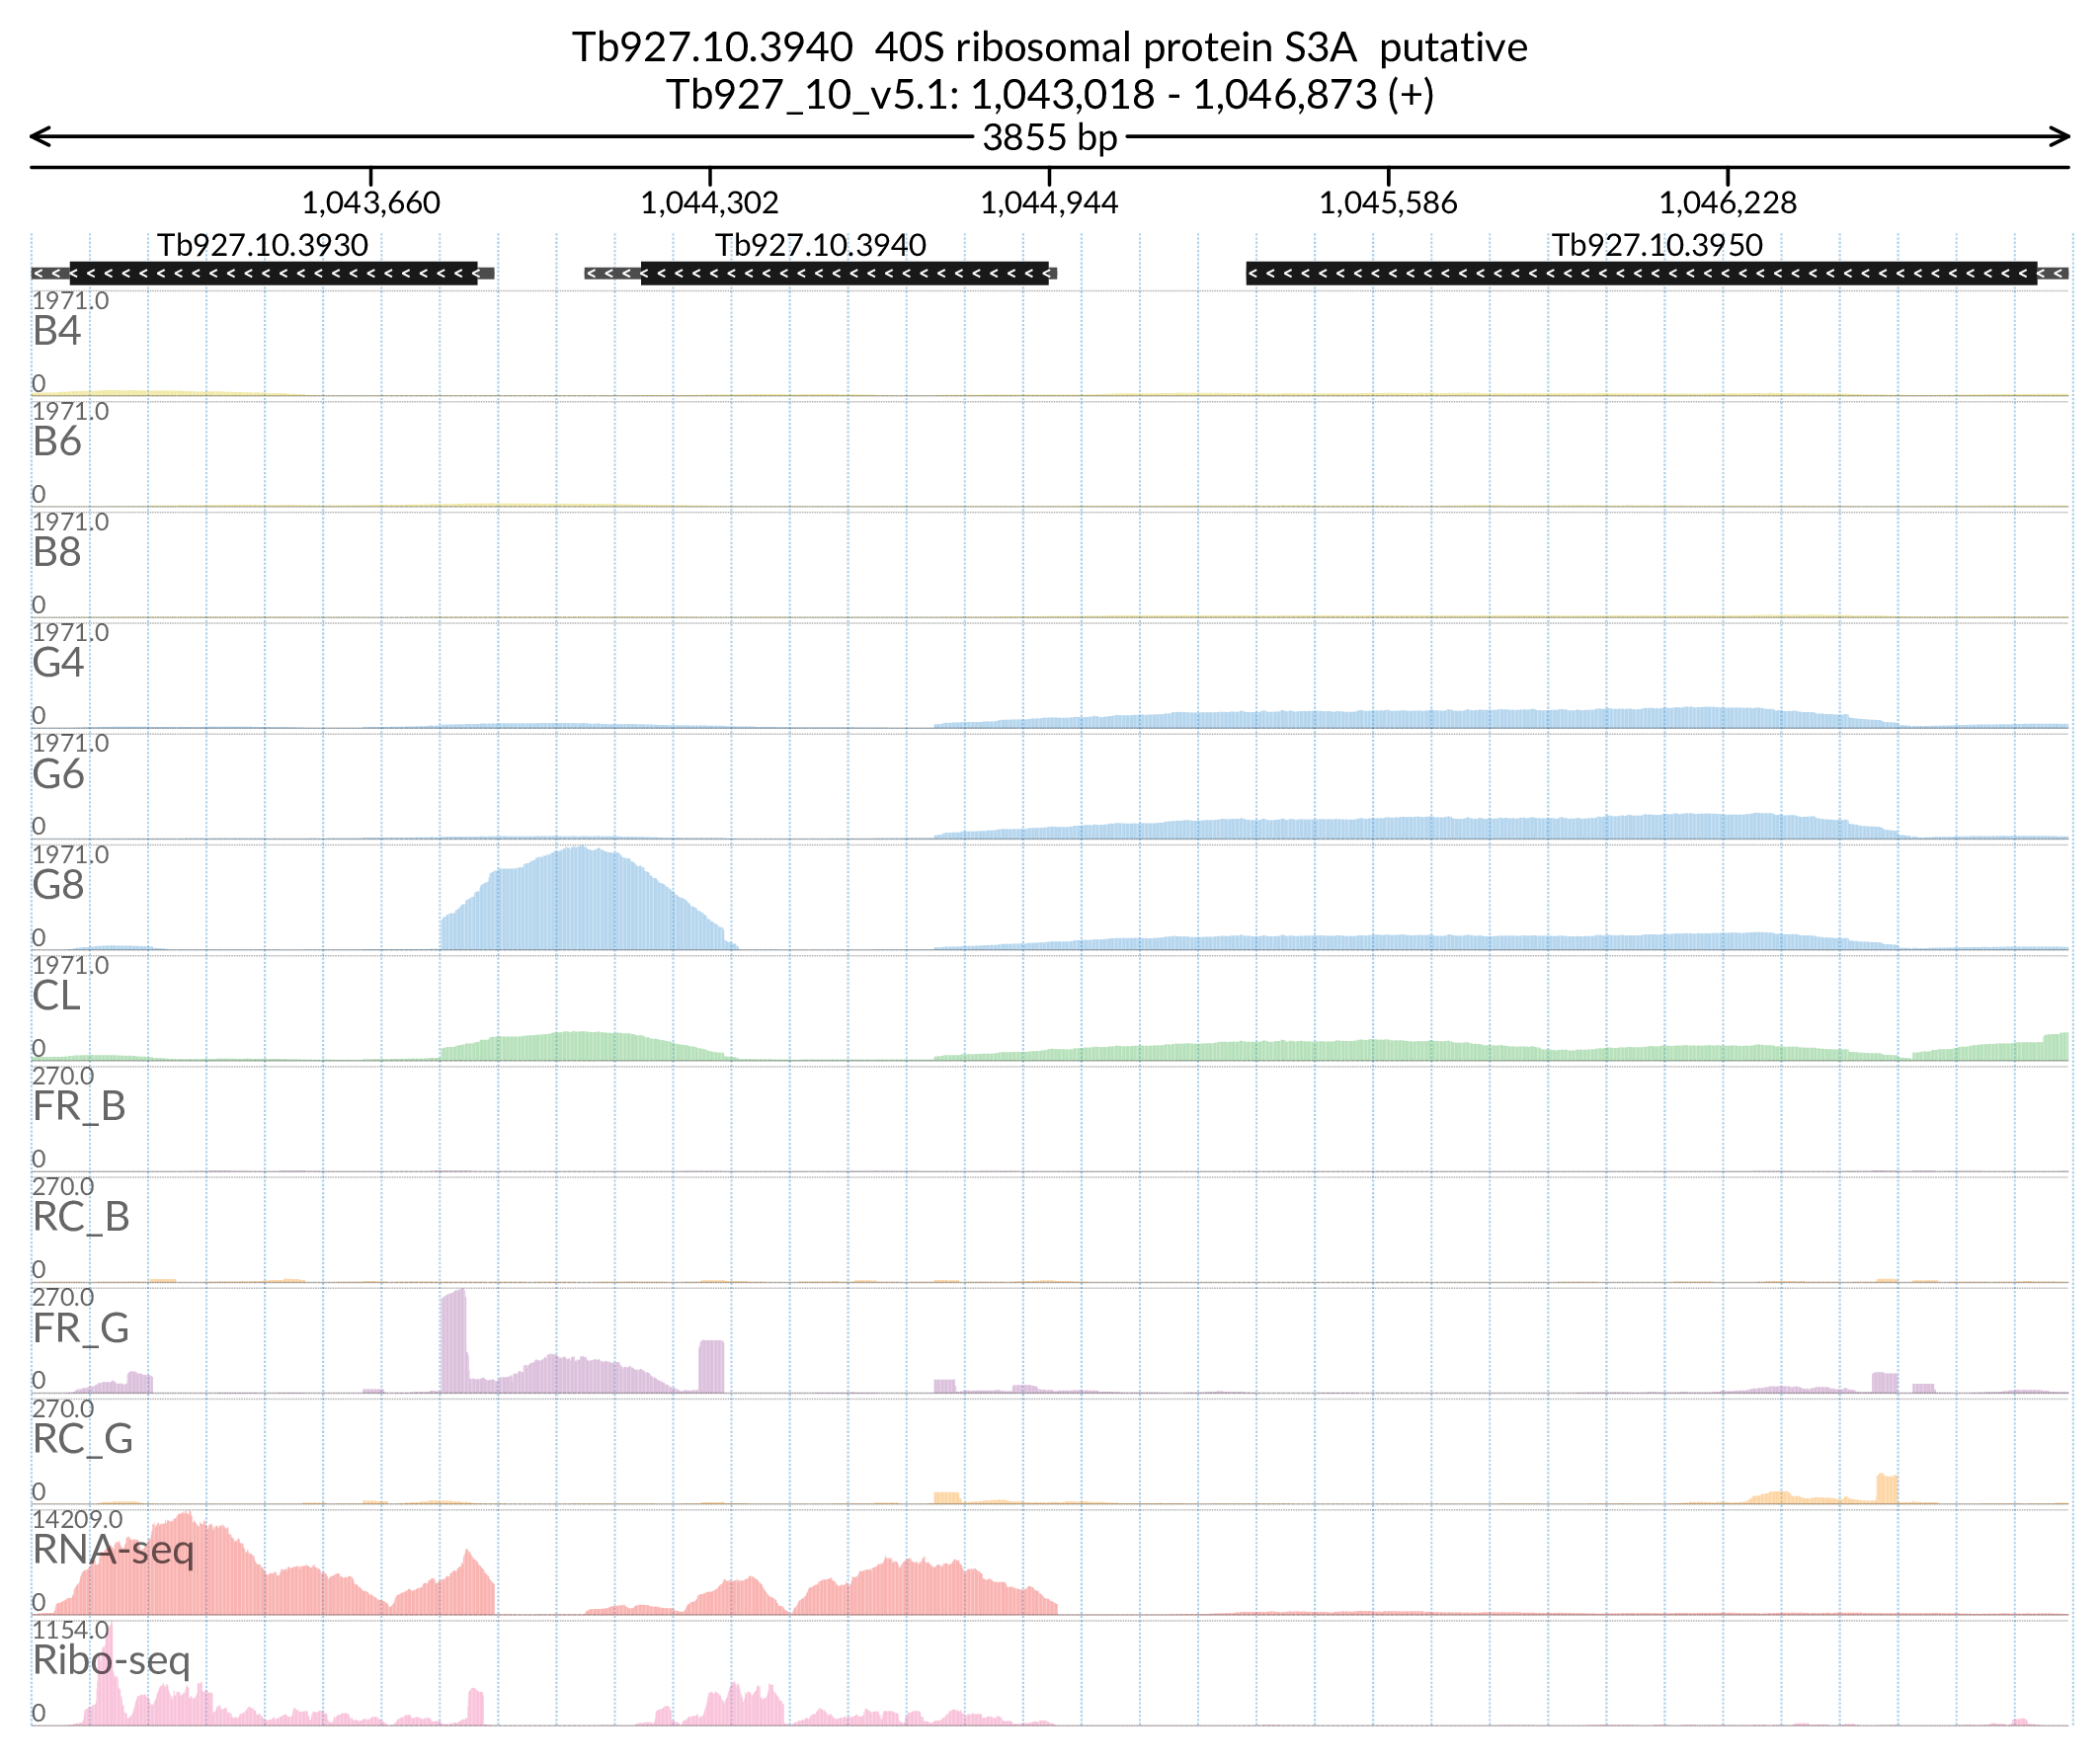 Tb927.10.3940  40S ribosomal protein S3A  putative
Tb927_10_v5.1: 1,043,018 - 1,046,873 (+)
3855 bp
1,043,660 1,044,302 1,044,944 1,045,586 1,046,228
Tb927.10.3930 Tb927.10.3940 Tb927.10.3950
1971.0
B4
0
1971.0
B6
0
1971.0
B8
0
1971.0
G4
0
1971.0
G6
0
1971.0
G8
0
1971.0
CL
0
270.0
FR_B
0
270.0
RC_B
0
270.0
FR_G
0
270.0
RC_G
0
14209.0
RNA-seq
0
1154.0
Ribo-seq
0